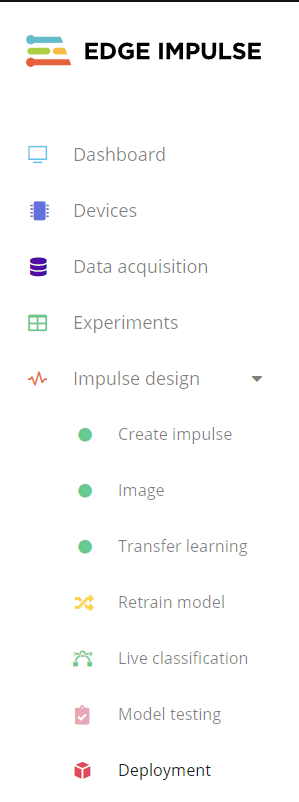 EDGE IMPULSE
Dashboard
Devices
Data acquisition
Experiments
Impulse design
Create impulse
Image
Transfer learning
Retrain model
Live classification
Model testing
Deployment